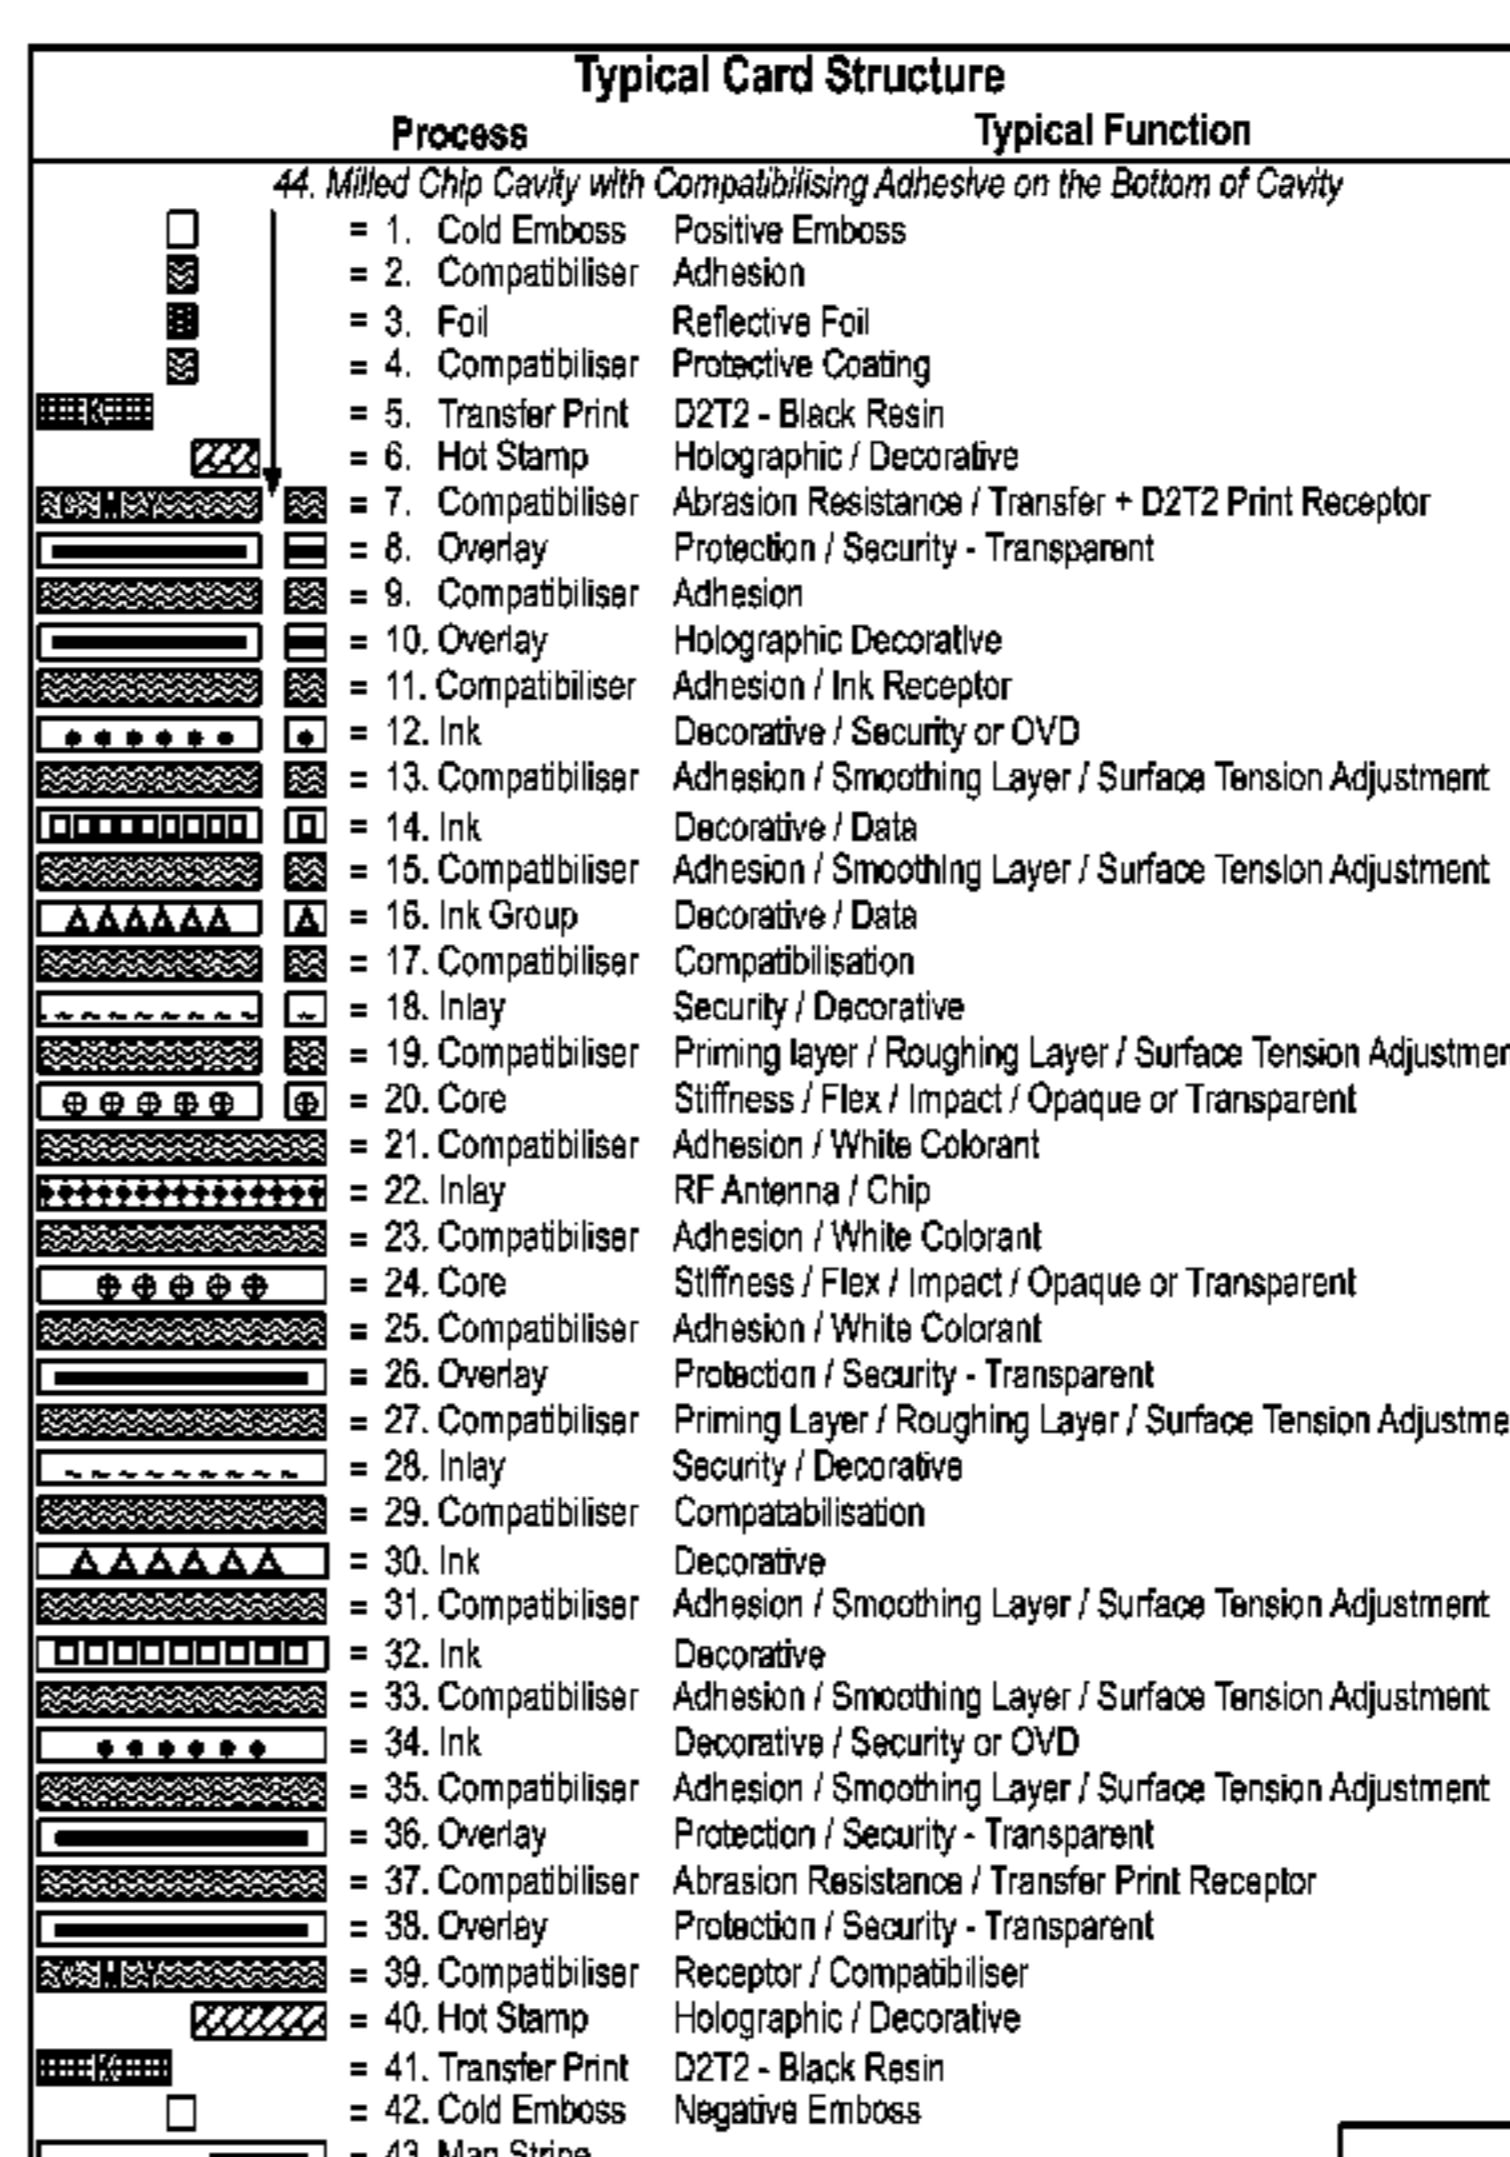 Typical Card Structure
Process Typical Function
44. Milled Chip Cavity with Compatibilising Adhesive on the Bottom of Cavity
= 1. Cold Emboss Positive Emboss
= 2. Compatibiliser Adhesion
= 3. Foil Reflective Foil
= 4. Compatibiliser Protective Coating
K = 5. Transfer Print D2T2 - Black Resin
= 6. Hot Stamp Holographic / Decorative
C M Y = 7. Compatibiliser Abrasion Resistance / Transfer + D2T2 Print Receptor
= 8. Overlay Protection / Security - Transparent
= 9. Compatibiliser Adhesion
= 10. Overlay Holographic Decorative
= 11. Compatibiliser Adhesion / Ink Receptor
= 12. Ink Decorative / Security or OVD
= 13. Compatibiliser Adhesion / Smoothing Layer / Surface Tension Adjustment
= 14. Ink Decorative / Data
= 15. Compatibiliser Adhesion / Smoothing Layer / Surface Tension Adjustment
= 16. Ink Group Decorative / Data
= 17. Compatibiliser Compatibilisation
= 18. Inlay Security / Decorative
= 19. Compatibiliser Priming layer / Roughing Layer / Surface Tension Adjustmen
= 20. Core Stiffness / Flex / Impact / Opaque or Transparent
= 21. Compatibiliser Adhesion / White Colorant
= 22. Inlay RF Antenna / Chip
= 23. Compatibiliser Adhesion / White Colorant
= 24. Core Stiffness / Flex / Impact / Opaque or Transparent
= 25. Compatibiliser Adhesion / White Colorant
= 26. Overlay Protection / Security - Transparent
= 27. Compatibiliser Priming Layer / Roughing Layer / Surface Tension Adjustme
= 28. Inlay Security / Decorative
= 29. Compatibiliser Compatabilisation
= 30. Ink Decorative
= 31. Compatibiliser Adhesion / Smoothing Layer / Surface Tension Adjustment
= 32. Ink Decorative
= 33. Compatibiliser Adhesion / Smoothing Layer / Surface Tension Adjustment
= 34. Ink Decorative / Security or OVD
= 35. Compatibiliser Adhesion / Smoothing Layer / Surface Tension Adjustment
= 36. Overlay Protection / Security - Transparent
= 37. Compatibiliser Abrasion Resistance / Transfer Print Receptor
= 38. Overlay Protection / Security - Transparent
C M Y = 39. Compatibiliser Receptor / Compatibiliser
= 40. Hot Stamp Holographic / Decorative
K = 41. Transfer Print D2T2 - Black Resin
= 42. Cold Emboss Negative Emboss
= 43. Mag Stripe